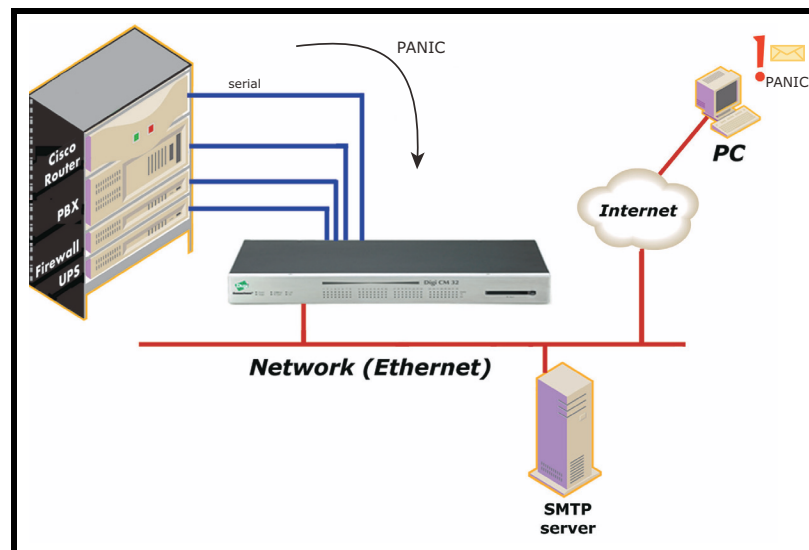 PANIC
serial
Cisco
Router
PBX
Firewall
UPS
Digi CM 32
PANIC
PC
Internet
Network (Ethernet)
SMTP
server